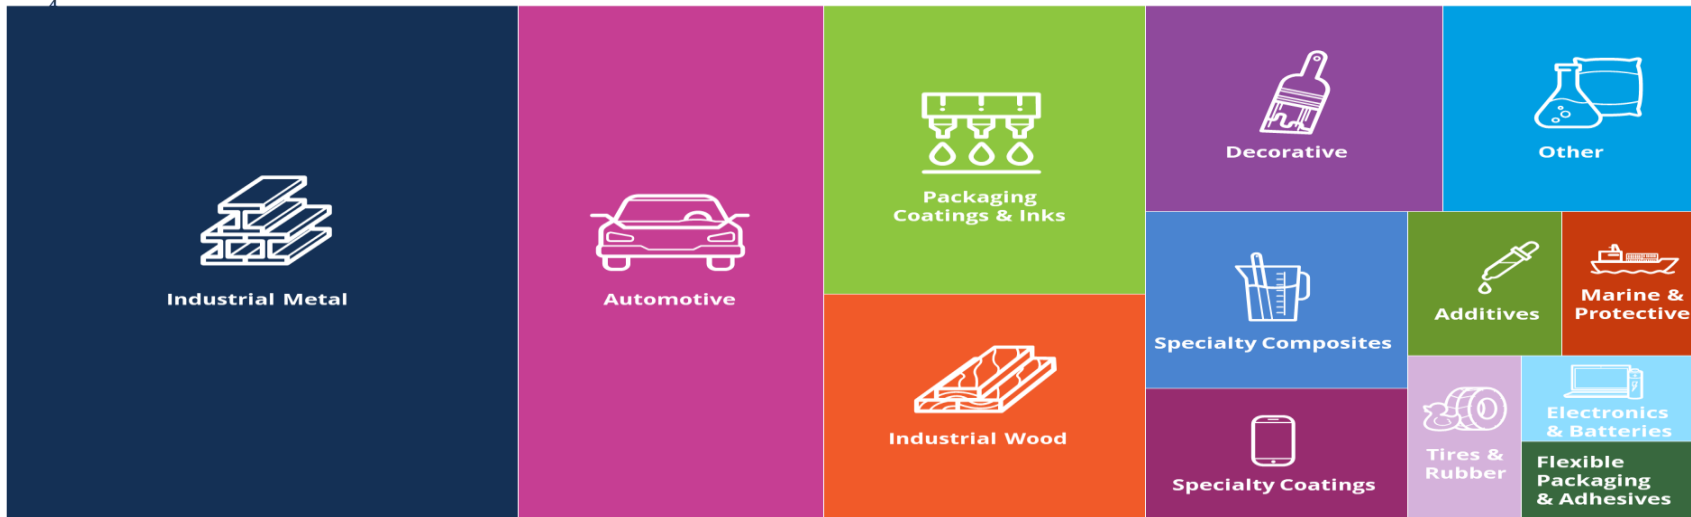 4
Industrial Metal
Automotive
Packaging
Coatings & Inks
Industrial Wood
Decorative
Other
Specialty Composites
Additives
Marine &
Protective
Specialty Coatings
Tires &
Rubber
Electronics
& Batteries
Flexible
Packaging
& Adhesives